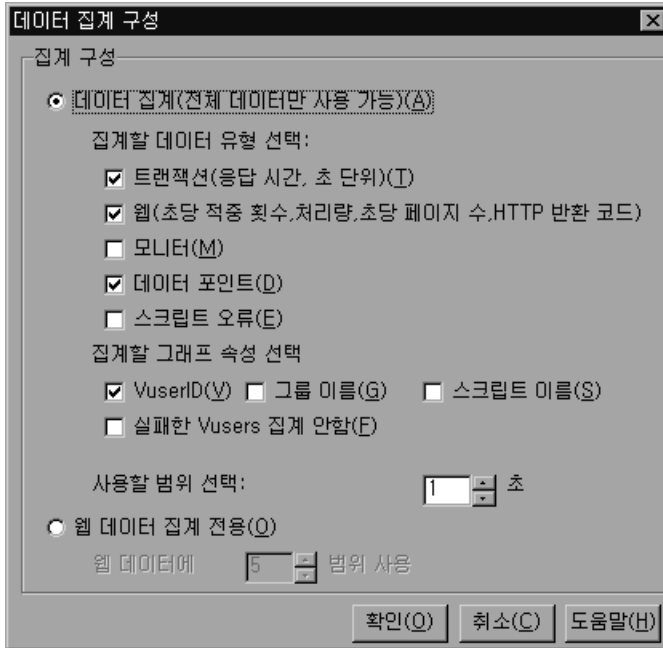 데이터 집계 구성
집계 구성
데이터 집계(전체 데이터만 사용 가능)(A)
집계할 데이터 유형 선택:
트랜잭션(응답 시간, 초 단위)(T)
웹(초당 적중 횟수,처리량,초당 페이지 수,HTTP 반환 코드)
모니터(M)
데이터 포인트(D)
스크립트 오류(E)
집계할 그래프 속성 선택
VuserID(V) 그룹 이름(G) 스크립트 이름(S)
실패한 Vusers 집계 안함(F)
사용할 범위 선택: 1 초
웹 데이터 집계 전용(O)
웹 데이터에 5 범위 사용
확인(O) 취소(C) 도움말(H)